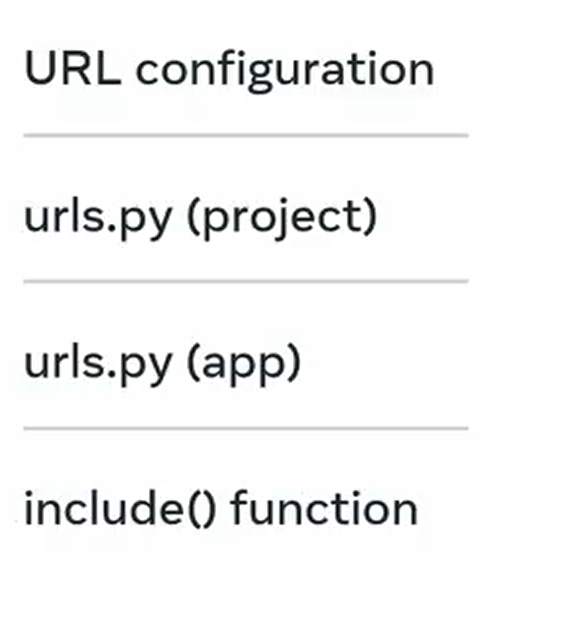 URL configuration
urls.py (project)
urls.py (app)
include() function